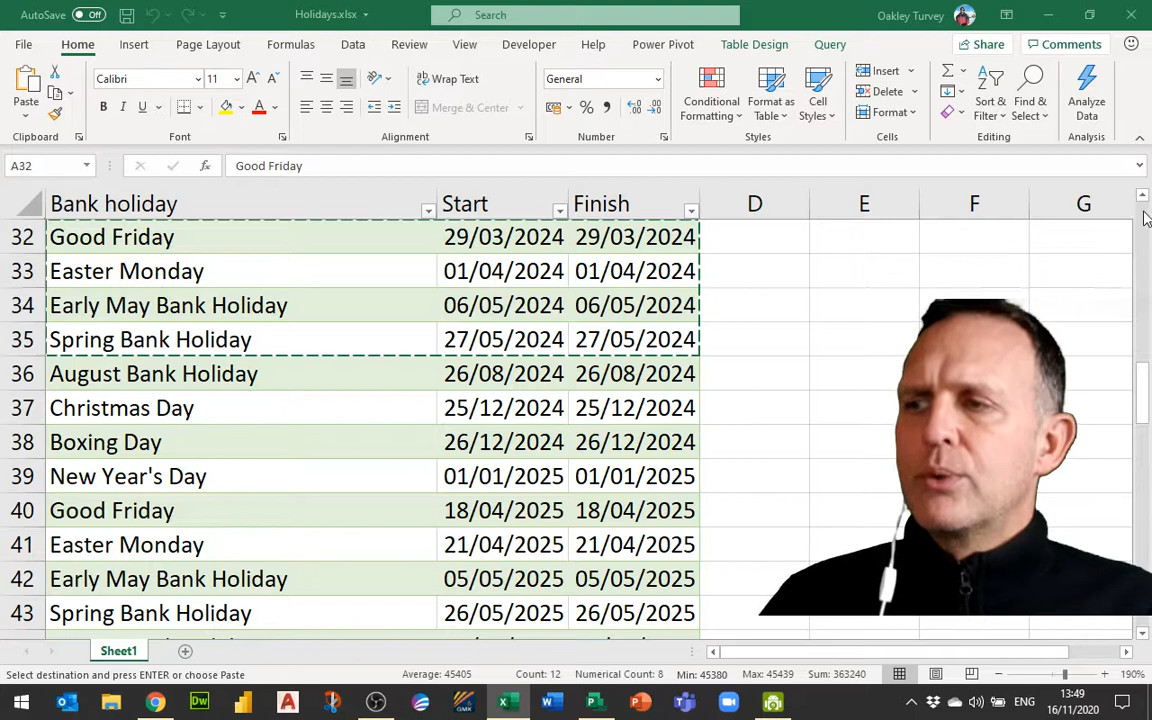 AutoSave Off Holidays.xlsx Search Oakley Turvey
File Home Insert Page Layout Formulas Data Review View Developer Help Power Pivot Table Design Query Share Comments
Paste Calibri 11 Wrap Text General Conditional Formatting Format as Table Cell Styles Insert Sort & Filter Find & Select Analyze Data
B I U Merge & Center % Delete
Format
Clipboard Font Alignment Number Styles Cells Editing Analysis
A32 fx Good Friday
Bank holiday Start Finish D E F G
32 Good Friday 29/03/2024 29/03/2024
33 Easter Monday 01/04/2024 01/04/2024
34 Early May Bank Holiday 06/05/2024 06/05/2024
35 Spring Bank Holiday 27/05/2024 27/05/2024
36 August Bank Holiday 26/08/2024 26/08/2024
37 Christmas Day 25/12/2024 25/12/2024
38 Boxing Day 26/12/2024 26/12/2024
39 New Year's Day 01/01/2025 01/01/2025
40 Good Friday 18/04/2025 18/04/2025
41 Easter Monday 21/04/2025 21/04/2025
42 Early May Bank Holiday 05/05/2025 05/05/2025
43 Spring Bank Holiday 26/05/2025 26/05/2025
Sheet1
Select destination and press ENTER or choose Paste Average: 45405 Count: 12 Numerical Count: 8 Min: 45380 Max: 45439 Sum: 363240 190%
ENG 13:49
16/11/2020